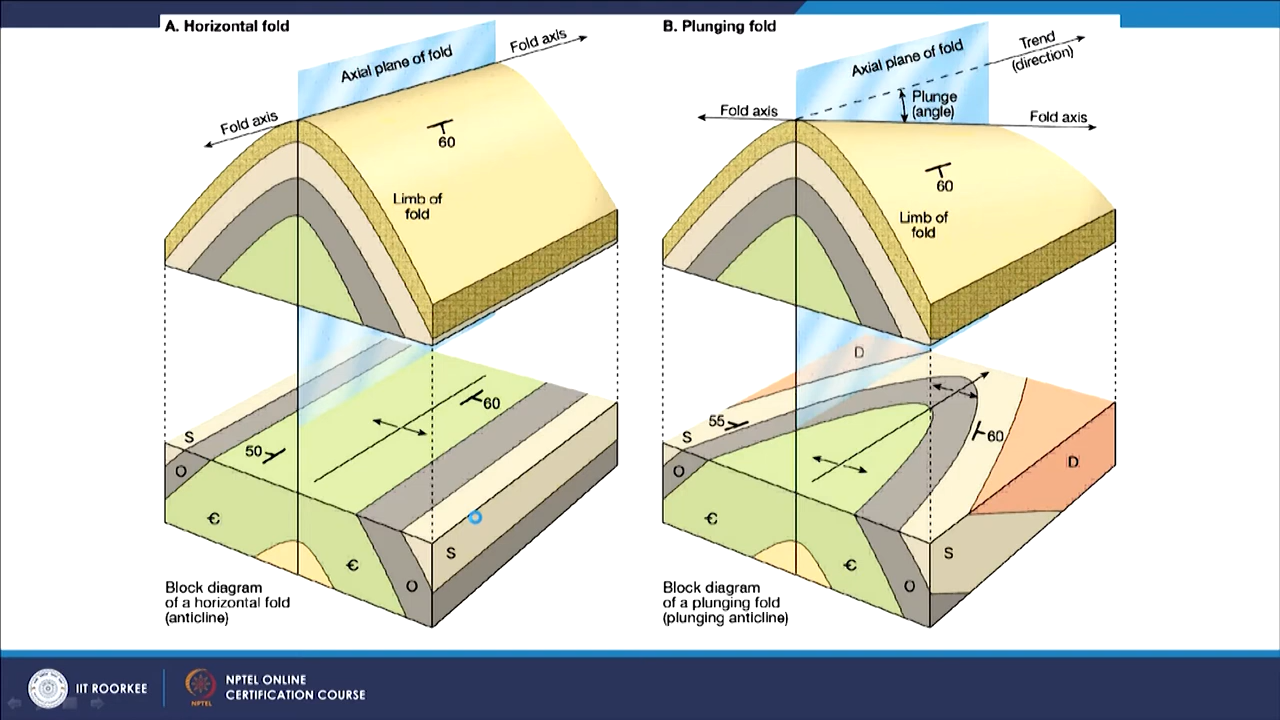 A. Horizontal fold
Axial plane of fold
Fold axis
Fold axis
60
Limb of
fold
S
O
50
60
Є
Є
O
S
Block diagram
of a horizontal fold
(anticline)
B. Plunging fold
Axial plane of fold
Trend
(direction)
Plunge
(angle)
Fold axis
Fold axis
60
Limb of
fold
D
55
S
O
60
D
Є
Є
O
S
Block diagram
of a plunging fold
(plunging anticline)
IIT ROORKEE
NPTEL
NPTEL ONLINE
CERTIFICATION COURSE